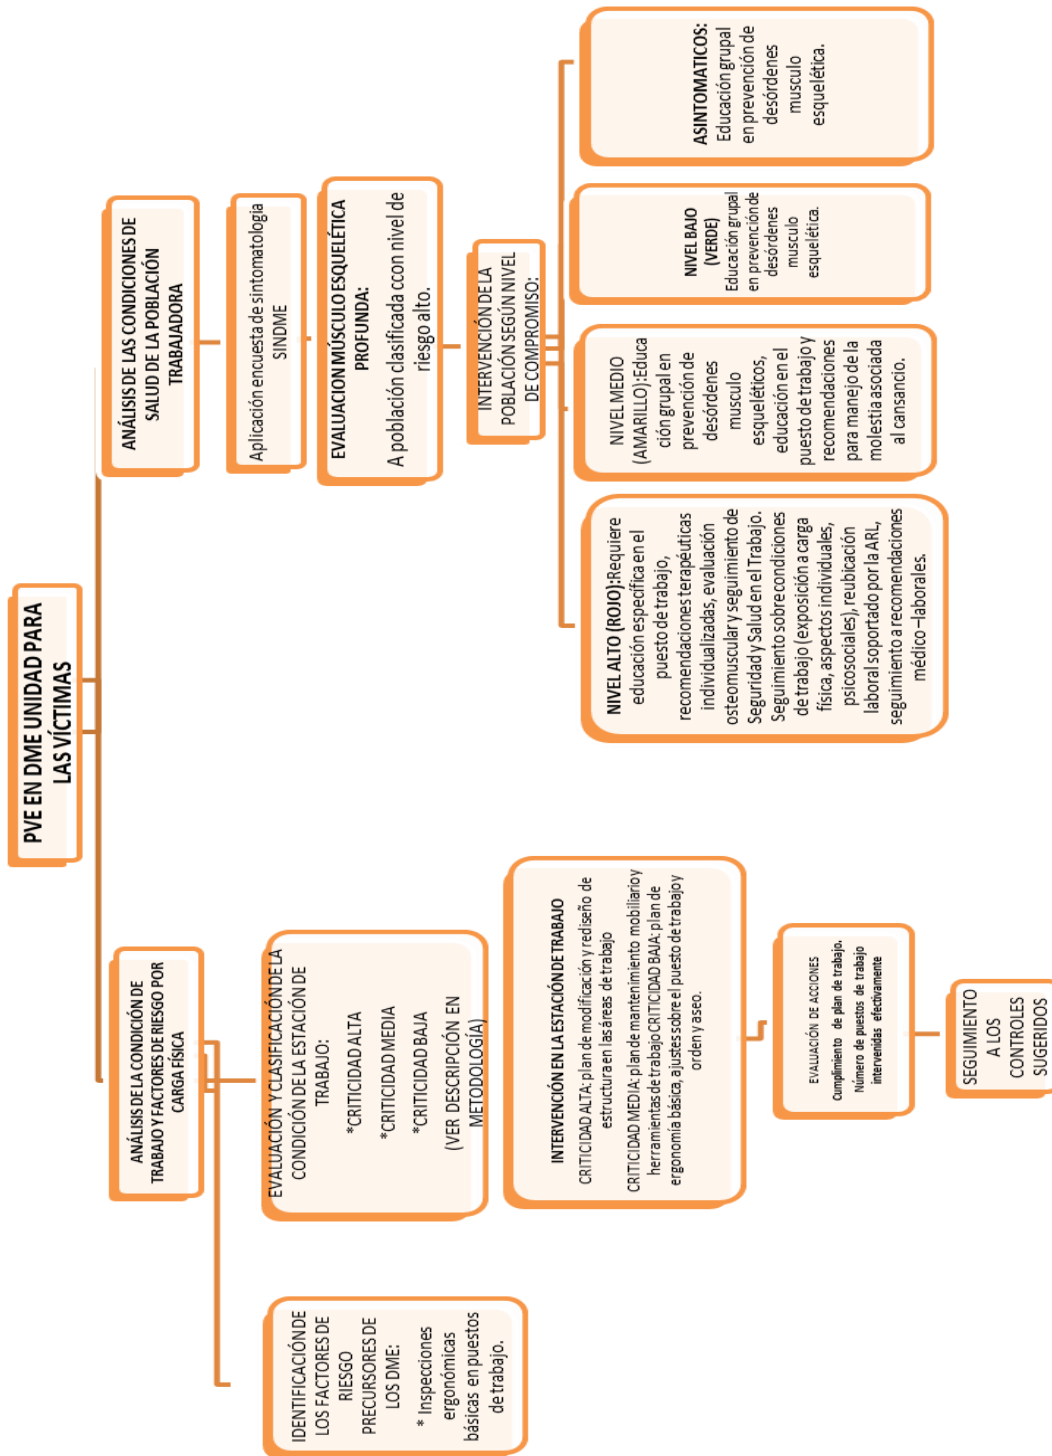 PVE EN DME UNIDAD PARA
LAS VÍCTIMAS
ANÁLISIS DE LA CONDICIÓN DE
TRABAJO Y FACTORES DE RIESGO POR
CARGA FÍSICA
IDENTIFICACIÓN DE
LOS FACTORES DE
RIESGO
PRECURSORES DE
LOS DME:
* Inspecciones
ergonómicas
básicas en puestos
de trabajo.
EVALUACIÓN Y CLASIFICACIÓN DE LA
CONDICIÓN DE LA ESTACIÓN DE
TRABAJO:
*CRITICIDAD ALTA
*CRITICIDAD MEDIA
*CRITICIDAD BAJA
(VER DESCRIPCIÓN EN
METODOLOGÍA)
INTERVENCIÓN EN LA ESTACIÓN DE TRABAJO
CRITICIDAD ALTA: plan de modificación y rediseño de
estructura en las áreas de trabajo
CRITICIDAD MEDIA: plan de mantenimiento mobiliario y
herramientas de trabajo CRITICIDAD BAJA: plan de
ergonomía básica, ajustes sobre el puesto de trabajo y
orden y aseo.
EVALUACIÓN DE ACCIONES
Cumplimiento de plan de trabajo.
Número de puestos de trabajo
intervenidas efectivamente
SEGUIMIENTO
A LOS
CONTROLES
SUGERIDOS
ANÁLISIS DE LAS CONDICIONES DE
SALUD DE LA POBLACIÓN
TRABAJADORA
Aplicación encuesta de sintomatologia
SINDME
EVALUACION MÚSCULO ESQUELÉTICA
PROFUNDA:
A población clasificada ccon nivel de
riesgo alto.
INTERVENCIÓN DE LA
POBLACIÓN SEGÚN NIVEL
DE COMPROMISO:
NIVEL ALTO (ROJO):Requiere
educación específica en el
puesto de trabajo,
recomendaciones terapéuticas
individualizadas, evaluación
osteomuscular y seguimiento de
Seguridad y Salud en el Trabajo.
Seguimiento sobre condiciones
de trabajo (exposición a carga
física, aspectos individuales,
psicosociales), reubicación
laboral soportado por la ARL,
seguimiento a recomendaciones
médico –laborales.
NIVEL MEDIO
(AMARILLO):Educa
ción grupal en
prevención de
desórdenes
musculo
esqueléticos,
educación en el
puesto de trabajo y
recomendaciones
para manejo de la
molestia asociada
al cansancio.
NIVEL BAJO
(VERDE)
Educación grupal
en prevención de
desórdenes
musculo
esquelética.
ASINTOMATICOS:
Educación grupal
en prevención de
desórdenes
musculo
esquelética.